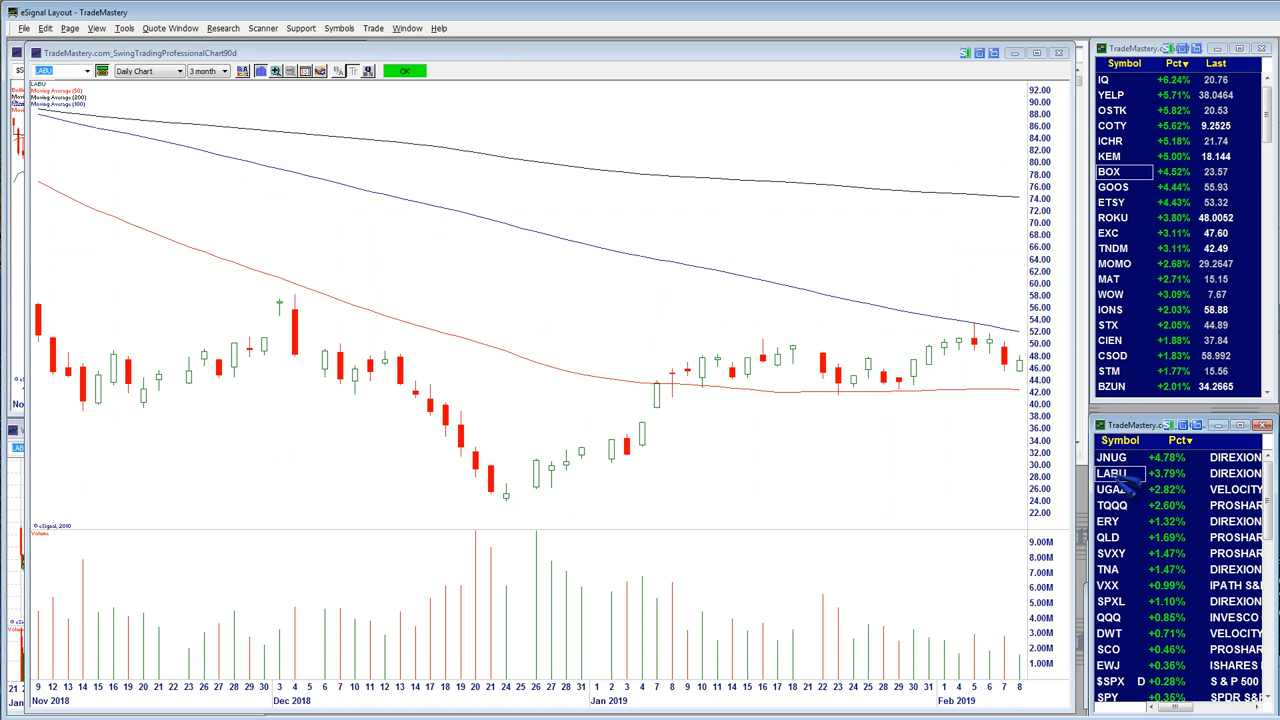 eSignal Layout - TradeMastery
File Edit Page View Tools Quote Window Research Scanner Support Symbols Trade Window Help
TradeMastery.com_SwingTradingProfessionalChart90d
LABU Daily Chart 3 month OK
LABU
Moving Average (50)
Moving Average (200)
Moving Average (100)
92.00
90.00
88.00
86.00
84.00
82.00
80.00
78.00
76.00
74.00
72.00
70.00
68.00
66.00
64.00
62.00
60.00
58.00
56.00
54.00
52.00
50.00
48.00
46.00
44.00
42.00
40.00
38.00
36.00
34.00
32.00
30.00
28.00
26.00
24.00
22.00
© eSignal, 2010
Volume
9.00M
8.00M
7.00M
6.00M
5.00M
4.00M
3.00M
2.00M
1.00M
9 12 13 14 15 16 19 20 21 22 23 26 27 28 29 30 3 4 5 6 7 10 11 12 13 14 17 18 19 20 21 24 26 27 28 31 1 2 3 4 7 8 9 10 11 14 15 16 17 18 21 22 23 24 25 28 29 30 31 1 4 5 6 7 8
Nov 2018 Dec 2018 Jan 2019 Feb 2019
TradeMastery.c
Symbol Pct Last
IQ +6.24% 20.76
YELP +5.71% 38.0464
OSTK +5.82% 20.53
COTY +5.62% 9.2525
ICHR +5.18% 21.74
KEM +5.00% 18.144
BOX +4.52% 23.57
GOOS +4.44% 55.93
ETSY +4.43% 53.32
ROKU +3.80% 48.0052
EXC +3.11% 47.60
TNDM +3.11% 42.49
MOMO +2.68% 29.2647
MAT +2.71% 15.15
WOW +3.09% 7.67
IONS +2.03% 58.88
STX +2.05% 44.89
CIEN +1.88% 37.84
CSOD +1.83% 58.992
STM +1.77% 15.56
BZUN +2.01% 34.2665
TradeMastery.c
Symbol Pct
JNUG +4.78% DIREXION
LABU +3.79% DIREXION
UGAZ +2.82% VELOCITY
TQQQ +2.60% PROSHAR
ERY +1.32% DIREXION
QLD +1.69% PROSHAR
SVXY +1.47% PROSHAR
TNA +1.47% DIREXION
VXX +0.99% IPATH S&
SPXL +1.10% DIREXION
QQQ +0.85% INVESCO
DWT +0.71% VELOCITY
SCO +0.46% PROSHAR
EWJ +0.36% ISHARES
$SPX D +0.28% S & P 500
SPY +0.35% SPDR S&